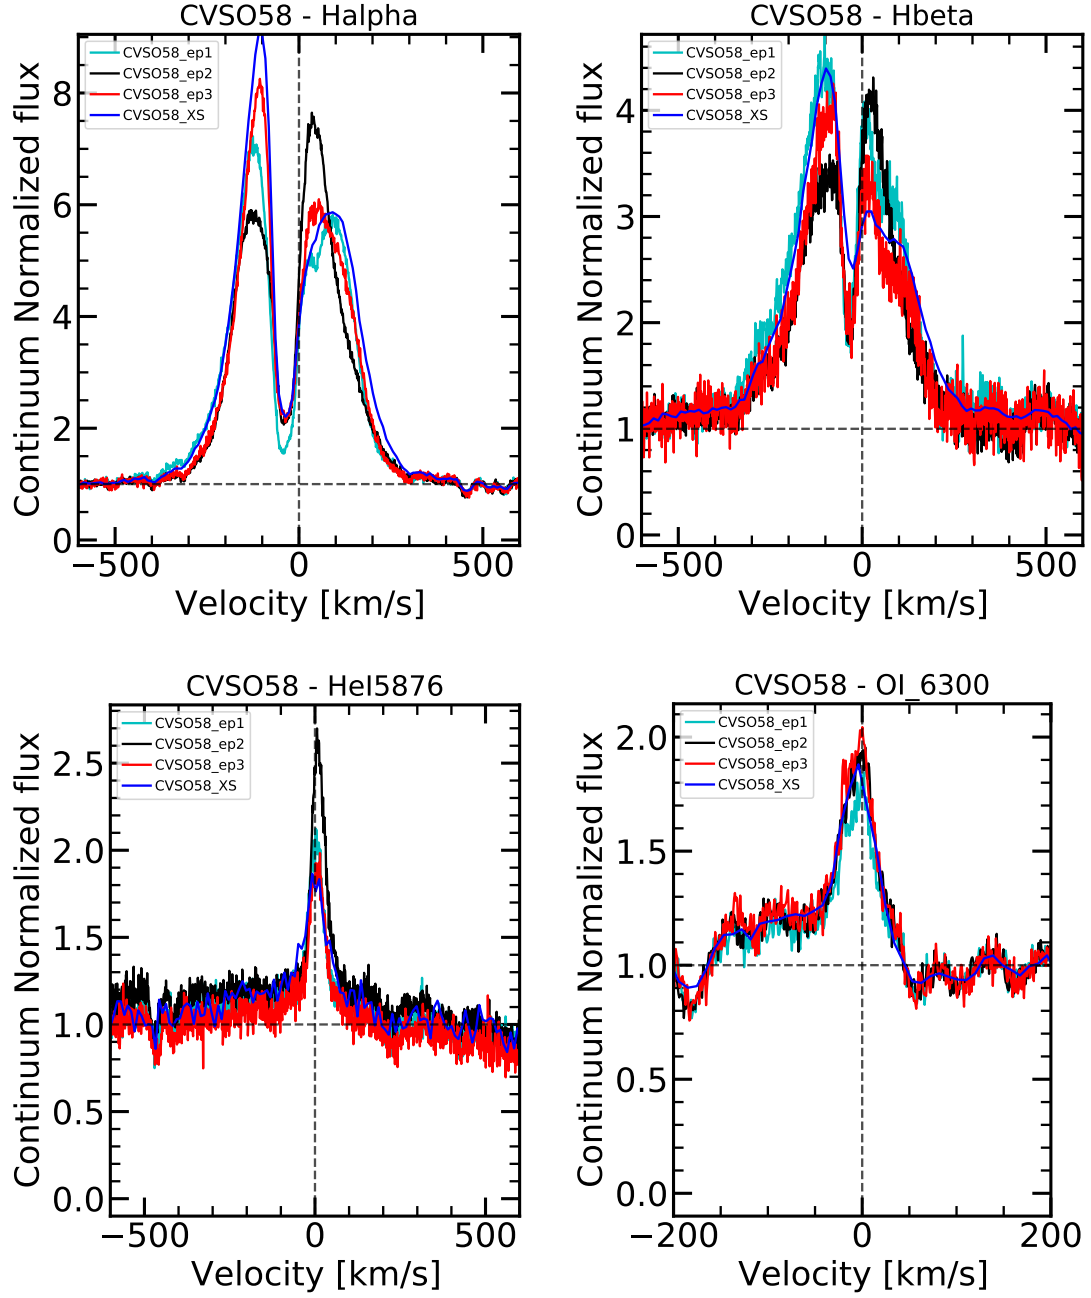 CVSO58 - Halpha
CVSO58_ep1
CVSO58_ep2
CVSO58_ep3
CVSO58_XS
Continuum Normalized flux
8
6
4
2
0
−500
0
500
Velocity [km/s]
CVSO58 - Hbeta
CVSO58_ep1
CVSO58_ep2
CVSO58_ep3
CVSO58_XS
Continuum Normalized flux
4
3
2
1
0
−500
0
500
Velocity [km/s]
CVSO58 - HeI5876
CVSO58_ep1
CVSO58_ep2
CVSO58_ep3
CVSO58_XS
Continuum Normalized flux
2.5
2.0
1.5
1.0
0.5
0.0
−500
0
500
Velocity [km/s]
CVSO58 - OI_6300
CVSO58_ep1
CVSO58_ep2
CVSO58_ep3
CVSO58_XS
Continuum Normalized flux
2.0
1.5
1.0
0.5
0.0
−200
−100
0
100
200
Velocity [km/s]